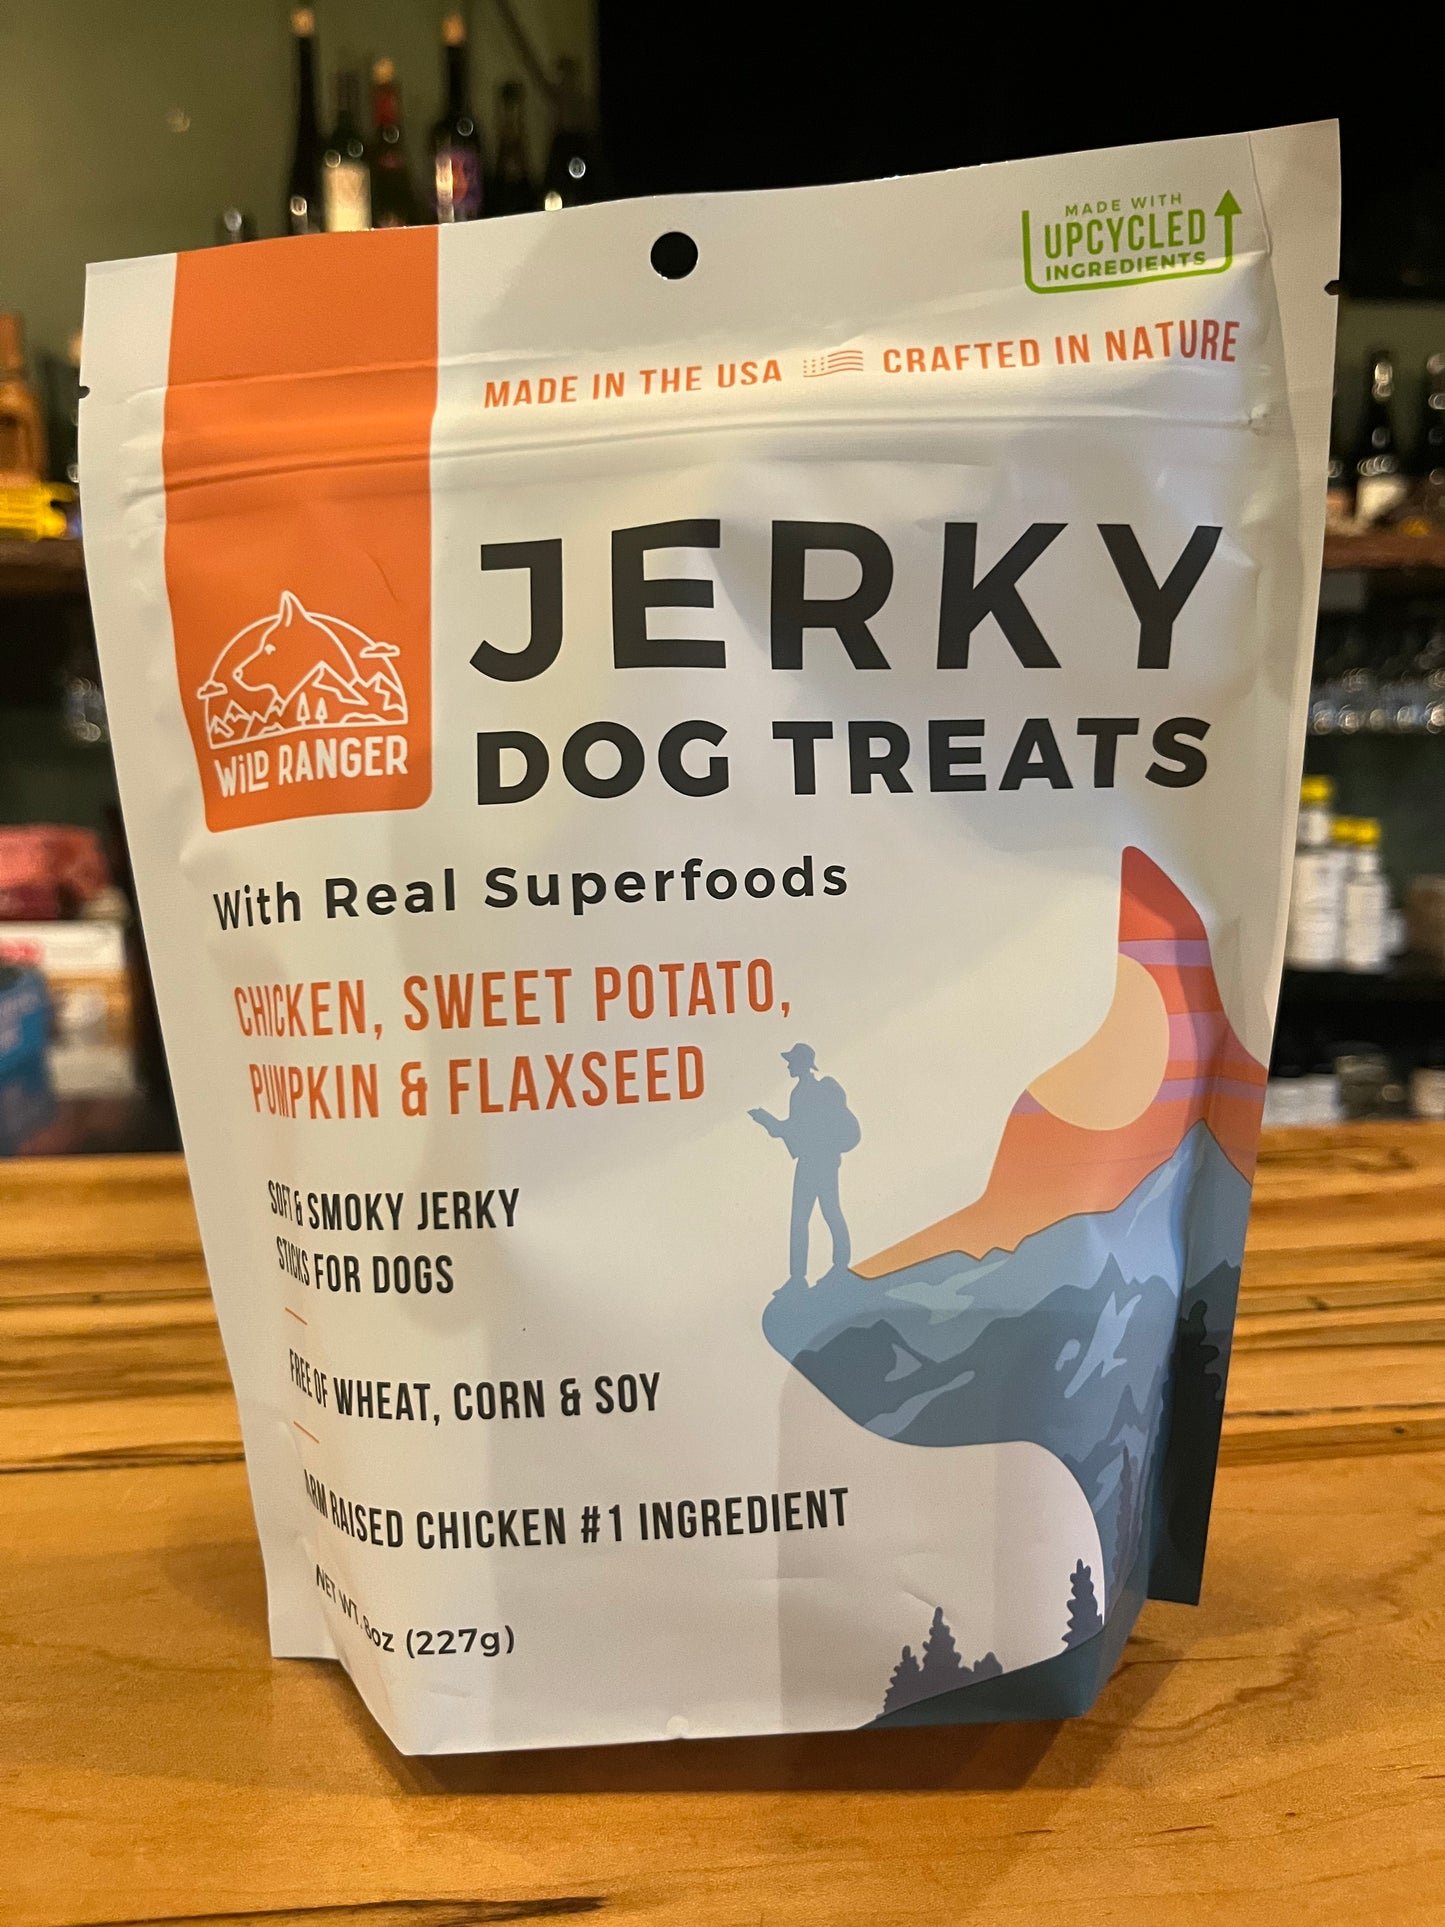 MADE WITH
UPCYCLED
INGREDIENTS
MADE IN THE USA CRAFTED IN NATURE
WILD RANGER
JERKY
DOG TREATS
With Real Superfoods
CHICKEN, SWEET POTATO,
PUMPKIN & FLAXSEED
SOFT & SMOKY JERKY
STICKS FOR DOGS
FREE OF WHEAT, CORN & SOY
ARM RAISED CHICKEN #1 INGREDIENT
NET WT. 8oz (227g)